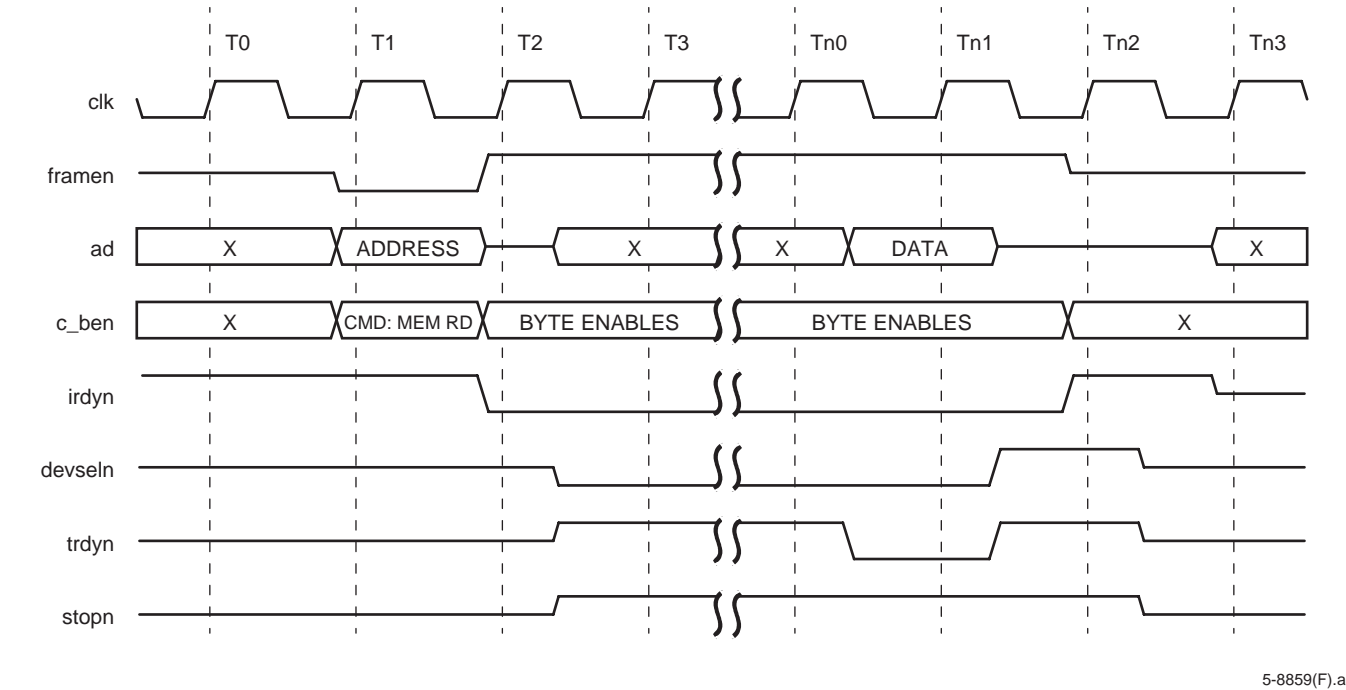 T0 T1 T2 T3 Tn0 Tn1 Tn2 Tn3
clk
framen
ad X ADDRESS X X DATA X
c_ben X CMD: MEM RD BYTE ENABLES BYTE ENABLES X
irdyn
devseln
trdyn
stopn
5-8859(F).a